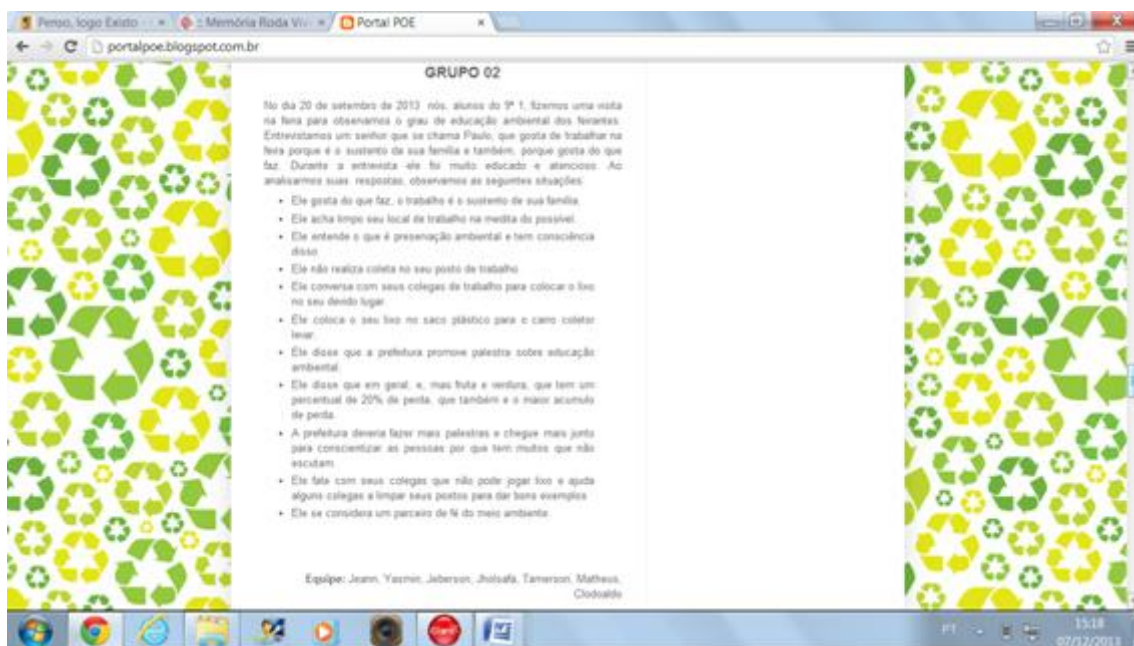 Penso, logo Existo
:: Memória Roda Viv
Portal POE
portalpoe.blogspot.com.br
GRUPO 02
No dia 20 de setembro de 2013 nós, alunos do 9º 1, fizemos uma visita
na feira para observamos o grau de educação ambiental dos feirantes.
Entrevistamos um senhor que se chama Paulo, que gosta de trabalhar na
feira porque é o sustento da sua família e também, porque gosta do que
faz. Durante a entrevista ele foi muito educado e atencioso. Ao
analisarmos suas respostas, observamos as seguintes situações:
• Ele gosta do que faz, o trabalho é o sustento de sua família.
• Ele acha limpo seu local de trabalho na medita do possível.
• Ele entende o que é preservação ambiental e tem consciência
disso.
• Ele não realiza coleta no seu posto de trabalho.
• Ele conversa com seus colegas de trabalho para colocar o lixo
no seu devido lugar.
• Ele coloca o seu lixo no saco plástico para o carro coletor
levar.
• Ele disse que a prefeitura promove palestra sobre educação
ambiental.
• Ele disse que em geral, e, mas fruta e verdura, que tem um
percentual de 20% de perda, que também e o maior acumulo
de perda.
• A prefeitura deveria fazer mais palestras e chegue mais junto
para conscientizar as pessoas por que tem muitos que não
escutam.
• Ele fala com seus colegas que não pode jogar lixo e ajuda
alguns colegas a limpar seus postos para dar bons exemplos.
• Ele se considera um parceiro de fé do meio ambiente.
Equipe: Jeann, Yasmin, Jeberson, Jholsafa, Tamerson, Matheus,
Clodoaldo
Claro
PT
15:18
07/12/2013